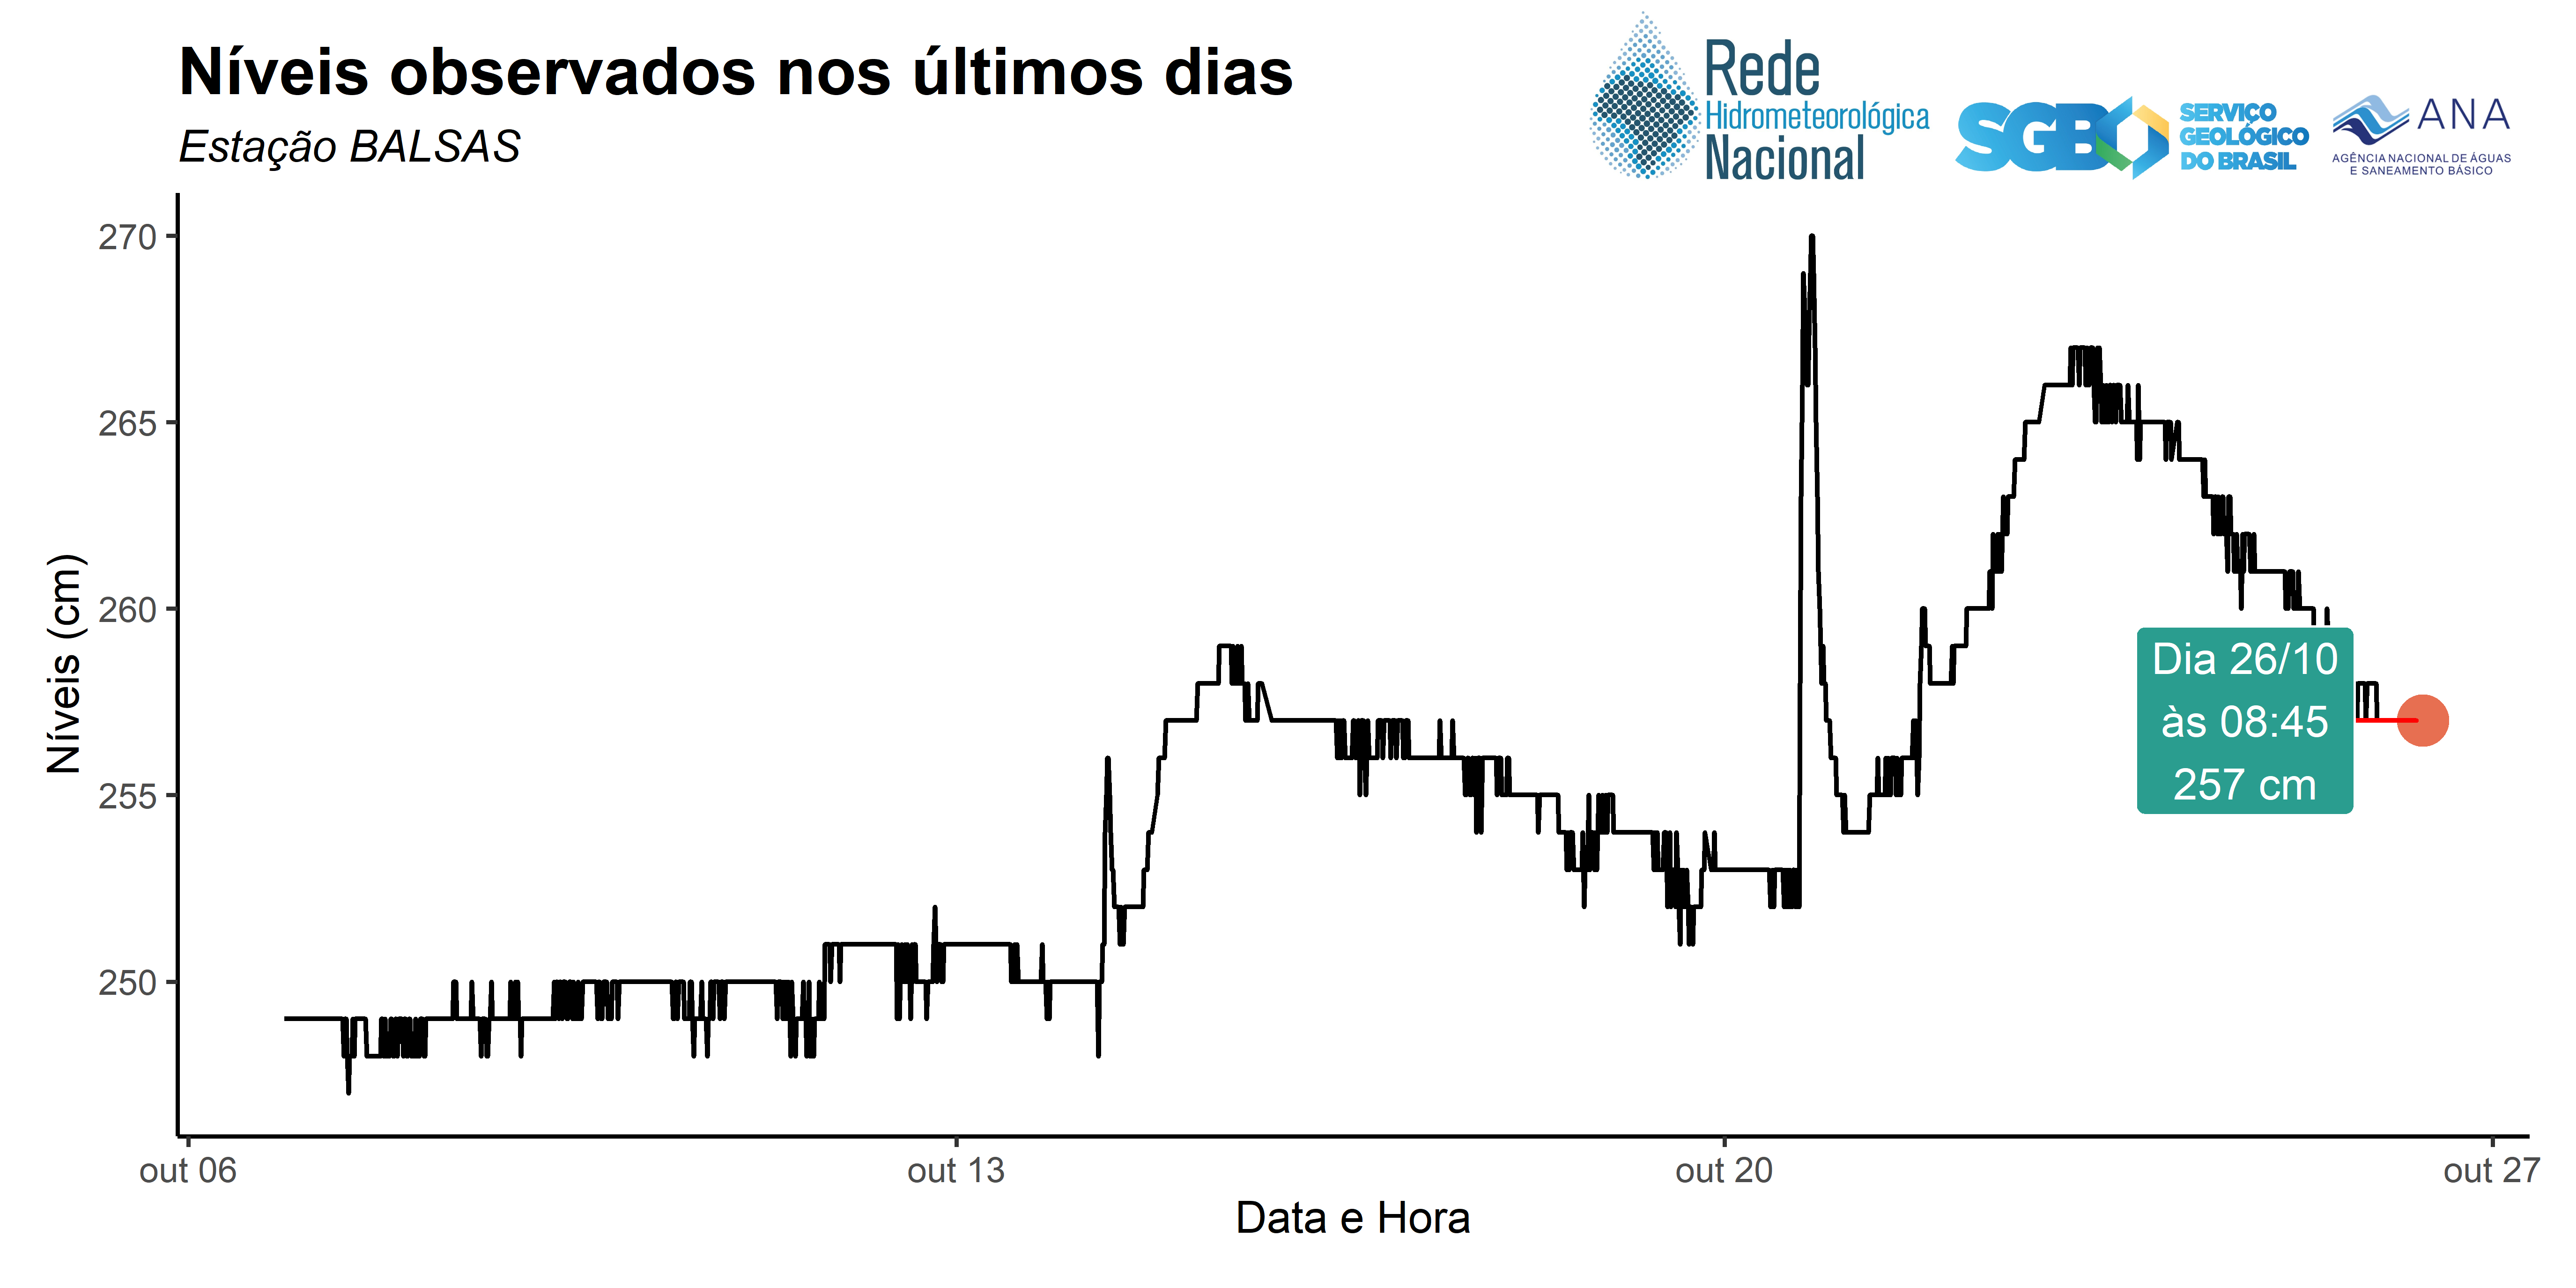 Níveis observados nos últimos dias
Estação BALSAS
Rede
Hidrometeorológica
Nacional
SGB
SERVIÇO
GEOLÓGICO
DO BRASIL
ANA
AGÊNCIA NACIONAL DE ÁGUAS
E SANEAMENTO BÁSICO
Níveis (cm)
270
265
260
255
250
Dia 26/10
às 08:45
257 cm
out 06
out 13
out 20
out 27
Data e Hora